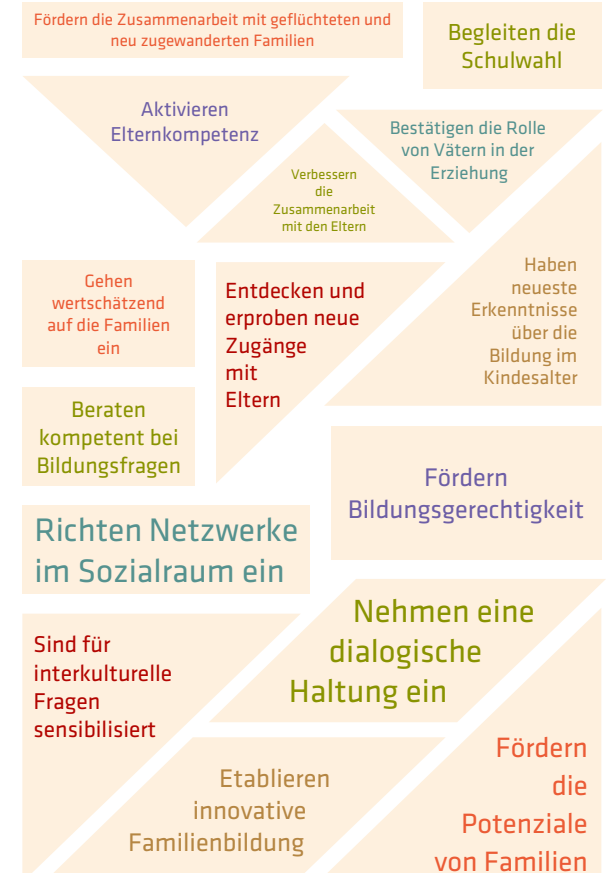 Fördern die Zusammenarbeit mit geflüchteten und
neu zugewanderten Familien
Begleiten die
Schulwahl
Aktivieren
Elternkompetenz
Bestätigen die Rolle
von Vätern in der
Erziehung
Verbessern
die
Zusammenarbeit
mit den Eltern
Haben
neueste
Erkenntnisse
über die
Bildung im
Kindesalter
Gehen
wertschätzend
auf die Familien
ein
Entdecken und
erproben neue
Zugänge
mit
Eltern
Beraten
kompetent bei
Bildungsfragen
Fördern
Bildungsgerechtigkeit
Richten Netzwerke
im Sozialraum ein
Nehmen eine
dialogische
Haltung ein
Sind für
interkulturelle
Fragen
sensibilisiert
Fördern
die
Potenziale
von Familien
Etablieren
innovative
Familienbildung